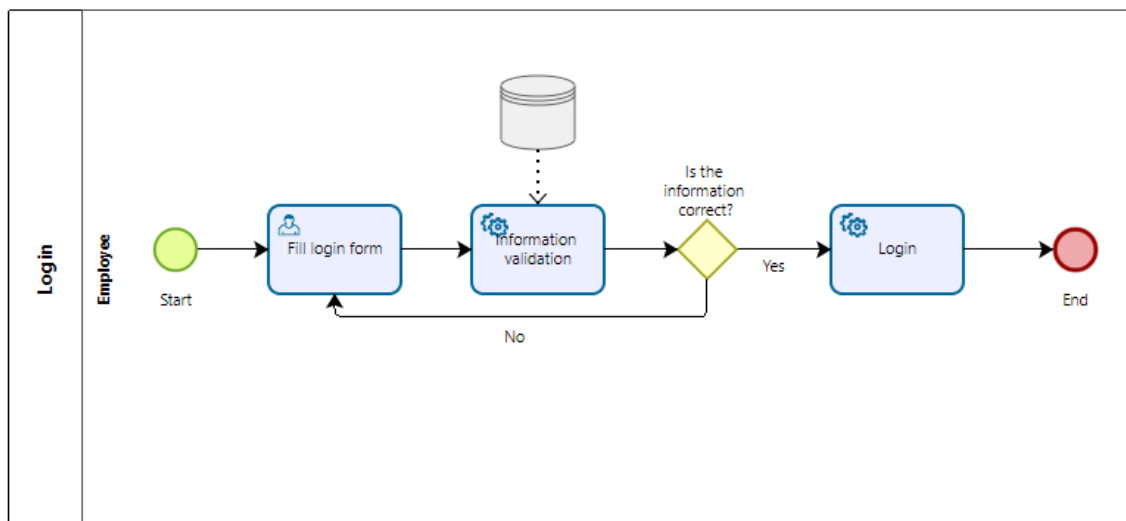 Login
Employee
Start
Fill login form
Information
validation
Is the
information
correct?
Yes
No
Login
End